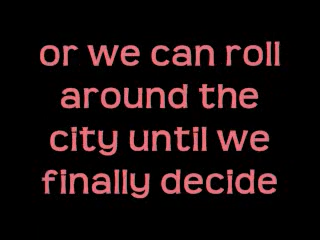 or we can roll
around the
city until we
finally decide